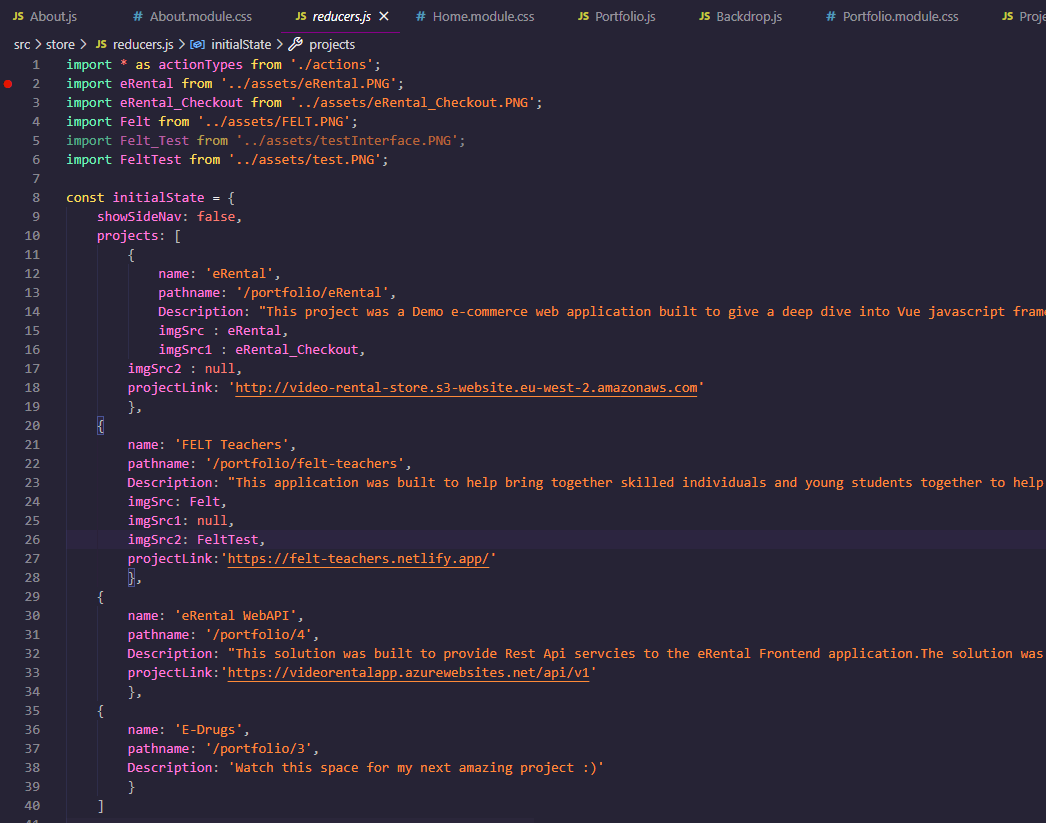 JS About.js # About.module.css JS reducers.js × # Home.module.css JS Portfolio.js JS Backdrop.js # Portfolio.module.css JS
src > store > JS reducers.js > initialState > projects
1 import * as actionTypes from './actions';
2 import eRental from '../assets/eRental.PNG';
3 import eRental_Checkout from '../assets/eRental_Checkout.PNG';
4 import Felt from '../assets/FELT.PNG';
5 import Felt_Test from '../assets/testInterface.PNG';
6 import FeltTest from '../assets/test.PNG';
7
8 const initialState = {
9 showSideNav: false,
10 projects: [
11 {
12 name: 'eRental',
13 pathname: '/portfolio/eRental',
14 Description: "This project was a Demo e-commerce web application built to give a deep dive into Vue javascript
15 imgSrc : eRental,
16 imgSrc1 : eRental_Checkout,
17 imgSrc2 : null,
18 projectLink: 'http://video-rental-store.s3-website.eu-west-2.amazonaws.com'
19 },
20 {
21 name: 'FELT Teachers',
22 pathname: '/portfolio/felt-teachers',
23 Description: "This application was built to help bring together skilled individuals and young students together to help
24 imgSrc: Felt,
25 imgSrc1: null,
26 imgSrc2: FeltTest,
27 projectLink:'https://felt-teachers.netlify.app/'
28 },
29 {
30 name: 'eRental WebAPI',
31 pathname: '/portfolio/4',
32 Description: "This solution was built to provide Rest Api servcies to the eRental Frontend application.The solution was
33 projectLink:'https://videorentalapp.azurewebsites.net/api/v1'
34 },
35 {
36 name: 'E-Drugs',
37 pathname: '/portfolio/3',
38 Description: 'Watch this space for my next amazing project :)'
39 }
40 ]